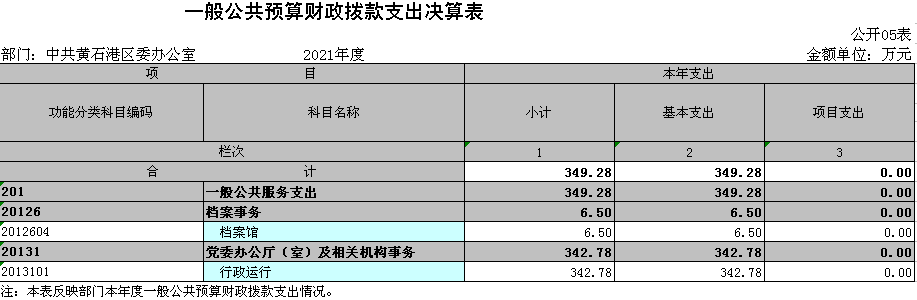 一般公共预算财政拨款支出决算表
公开05表
部门：中共黄石港区委办公室 2021年度 金额单位：万元
项 目 本年支出
功能分类科目编码 科目名称 小计 基本支出 项目支出
栏次 1 2 3
合 计 349.28 349.28 0.00
201 一般公共服务支出 349.28 349.28 0.00
20126 档案事务 6.50 6.50 0.00
2012604 档案馆 6.50 6.50 0.00
20131 党委办公厅（室）及相关机构事务 342.78 342.78 0.00
2013101 行政运行 342.78 342.78 0.00
注：本表反映部门本年度一般公共预算财政拨款支出情况。